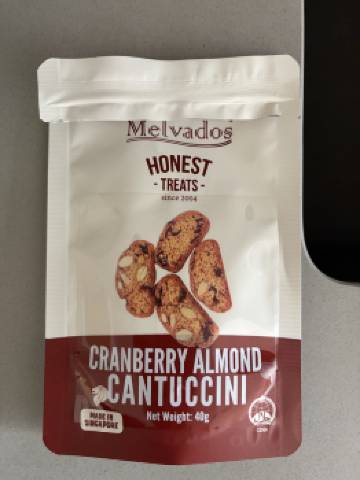 Melvados
HONEST
- TREATS -
since 2004
CRANBERRY ALMOND
CANTUCCINI
MADE IN
SINGAPORE
Net Weight: 40g